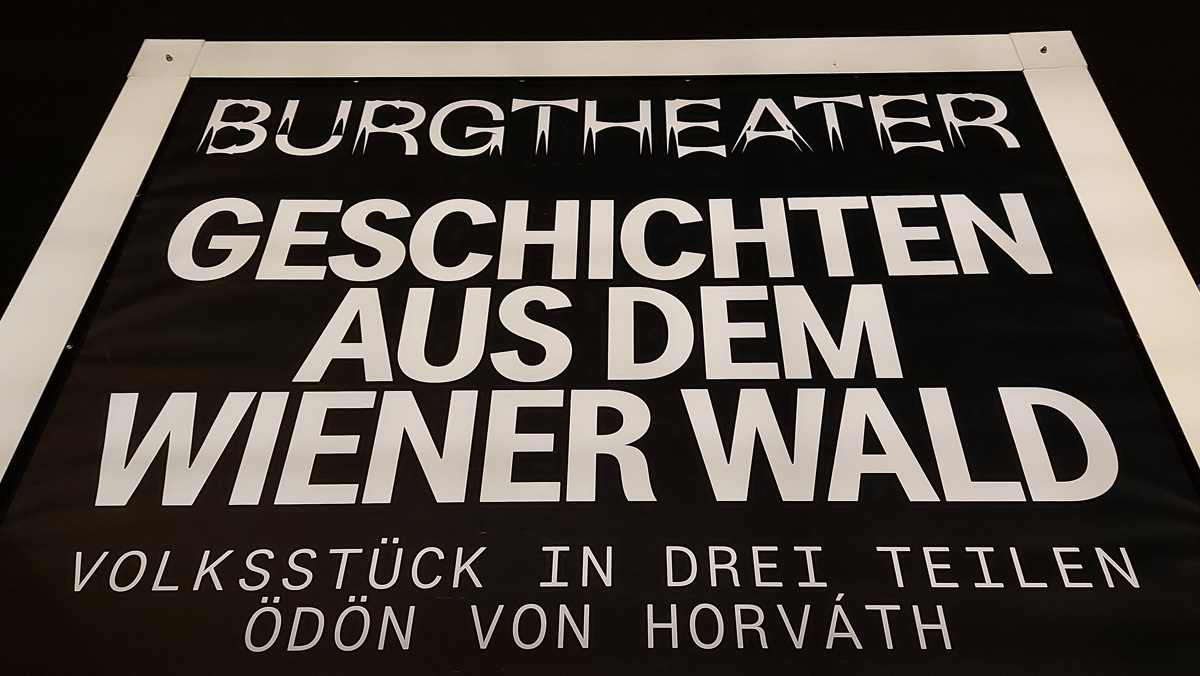 BURGTHEATER
GESCHICHTEN
AUS DEM
WIENER WALD
VOLKSSTÜCK IN DREI TEILEN
ÖDÖN VON HORVÁTH